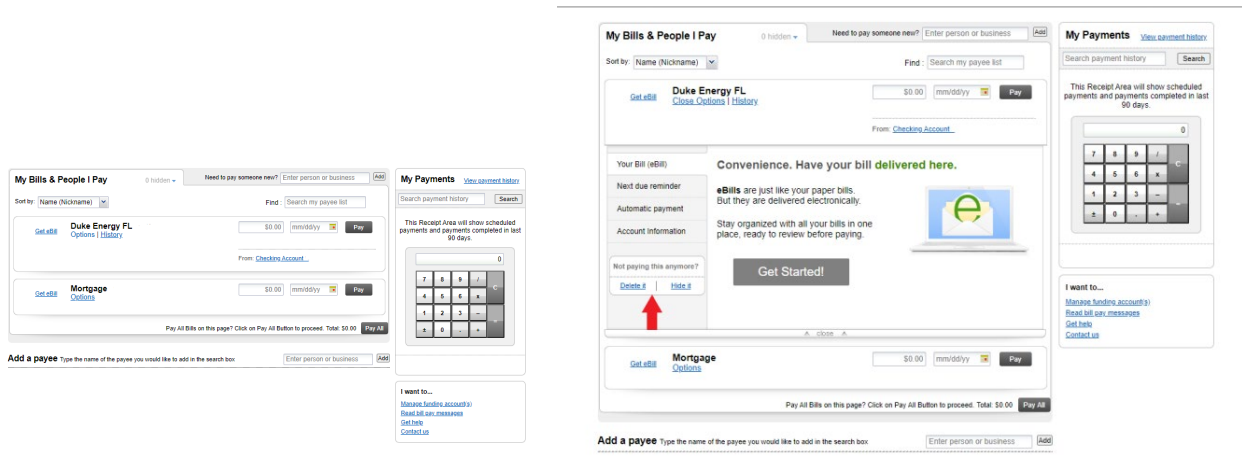 My Bills & People I Pay
0 hidden
Need to pay someone new? Enter person or business Add
Sort by: Name (Nickname)
Find : Search my payee list
Get eBill
Duke Energy FL
Options | History
$0.00 mm/dd/yy Pay
From: Checking Account
Get eBill
Mortgage
Options
$0.00 mm/dd/yy Pay
Pay All Bills on this page? Click on Pay All Button to proceed. Total: $0.00 Pay All
Add a payee Type the name of the payee you would like to add in the search box Enter person or business Add
My Payments View payment history
Search payment history Search
This Receipt Area will show scheduled
payments and payments completed in last
90 days.
0
7 8 9 / C
4 5 6 x
1 2 3 –
± 0 . +
I want to...
Manage funding account(s)
Read bill pay messages
Get help
Contact us
My Bills & People I Pay
0 hidden
Need to pay someone new? Enter person or business Add
Sort by: Name (Nickname)
Find : Search my payee list
Get eBill
Duke Energy FL
Close Options | History
$0.00 mm/dd/yy Pay
From: Checking Account
Your Bill (eBill)
Next due reminder
Automatic payment
Account Information
Not paying this anymore?
Delete it | Hide it
Convenience. Have your bill delivered here.
eBills are just like your paper bills.
But they are delivered electronically.
Stay organized with all your bills in one
place, ready to review before paying.
Get Started!
e
close
Get eBill
Mortgage
Options
$0.00 mm/dd/yy Pay
Pay All Bills on this page? Click on Pay All Button to proceed. Total: $0.00 Pay All
Add a payee Type the name of the payee you would like to add in the search box Enter person or business Add
My Payments View payment history
Search payment history Search
This Receipt Area will show scheduled
payments and payments completed in last
90 days.
0
7 8 9 / C
4 5 6 x
1 2 3 –
± 0 . +
I want to...
Manage funding account(s)
Read bill pay messages
Get help
Contact us